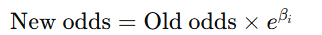 New odds = Old odds × e^{β_i}